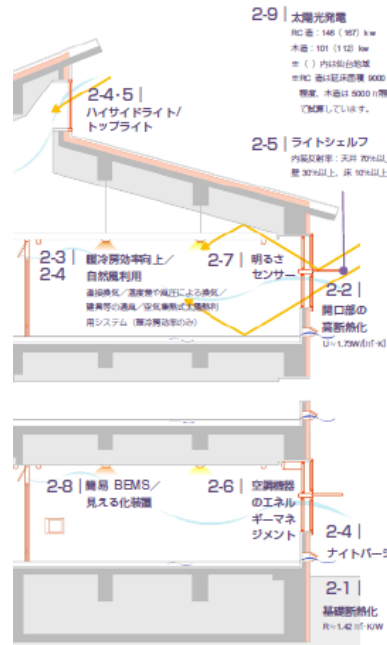 2-9 | 太陽光発電
RC 造：146（167）kw
木造：101（112）kw
※（ ）内は仙台地域
※RC 造は延床面積 9000
程度、木造は 5000 ㎡程
で試算しています。
2-4・5 |
ハイサイドライト/
トップライト
2-5 | ライトシェルフ
内装反射率：天井 70%以上
壁 30%以上、床 10%以上
2-3 | 暖冷房効率向上/
2-4 自然風利用
直接換気/温度差や風圧による換気/
建具等の通風/空気集熱式太陽熱利
用システム（暖冷房効率のみ）
2-7 | 明るさ
センサー
2-2 |
開口部の
高断熱化
U=1.73W/(㎡・K)
2-8 | 簡易 BEMS/
見える化装置
2-6 | 空調機器
のエネル
ギーマネ
ジメント
2-4 |
ナイトパージ
2-1 |
基礎断熱化
R=1.42 ㎡・K/W